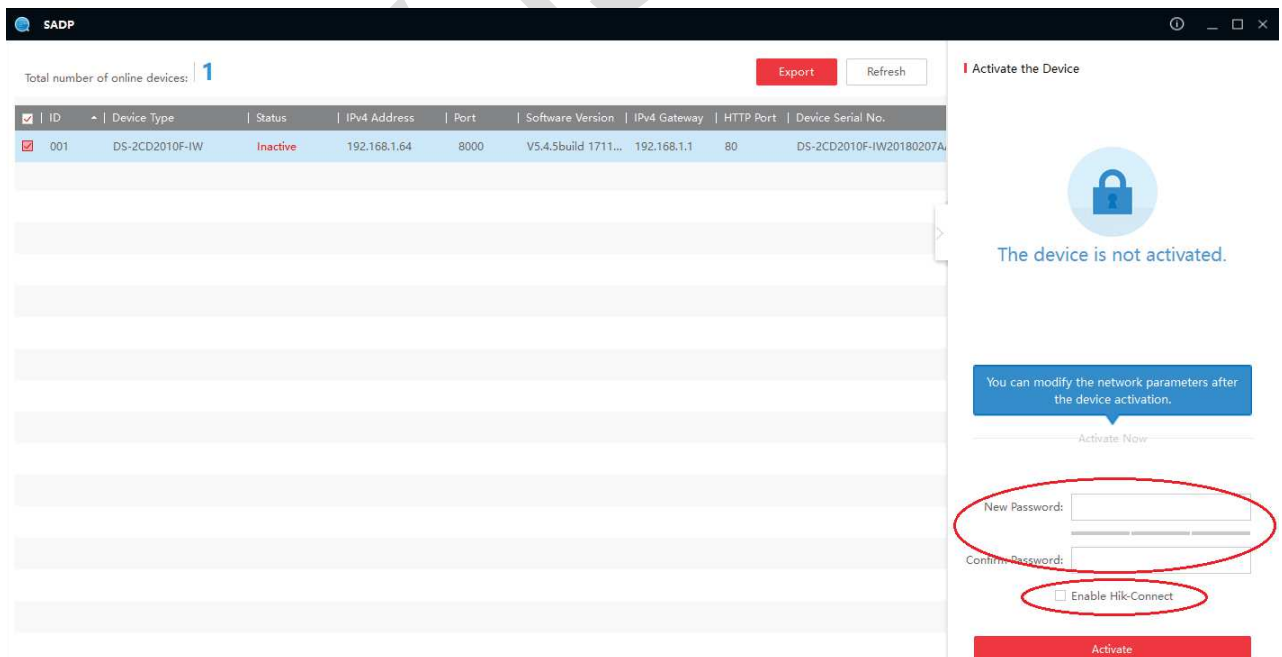 SADP
Total number of online devices: 1
Export Refresh
ID Device Type Status IPv4 Address Port Software Version IPv4 Gateway HTTP Port Device Serial No.
001 DS-2CD2010F-IW Inactive 192.168.1.64 8000 V5.4.5build 1711... 192.168.1.1 80 DS-2CD2010F-IW20180207A
Activate the Device
The device is not activated.
You can modify the network parameters after
the device activation.
Activate Now
New Password:
Confirm Password:
Enable Hik-Connect
Activate